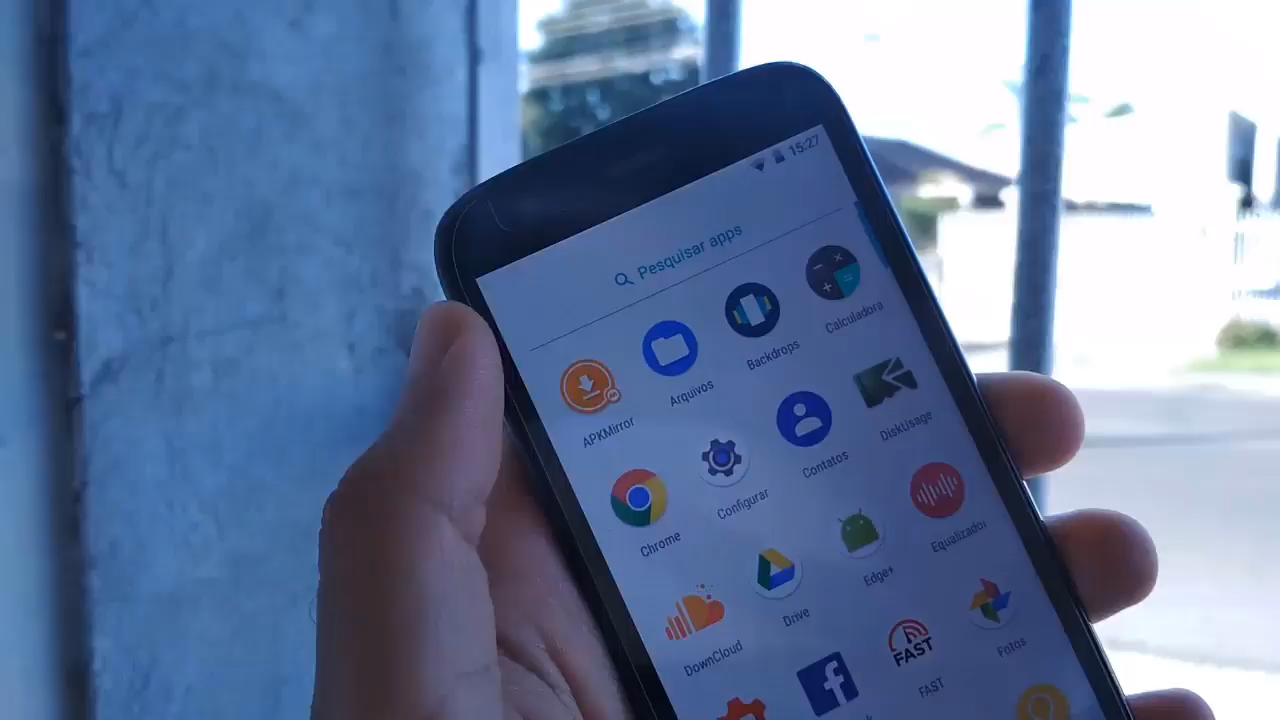 15:27
Pesquisar apps
APKMirror
Arquivos
Backdrops
Calculadora
Chrome
Configurar
Contatos
DiskUsage
DownCloud
Drive
Edge+
Equalizador
FAST
FAST
Fotos